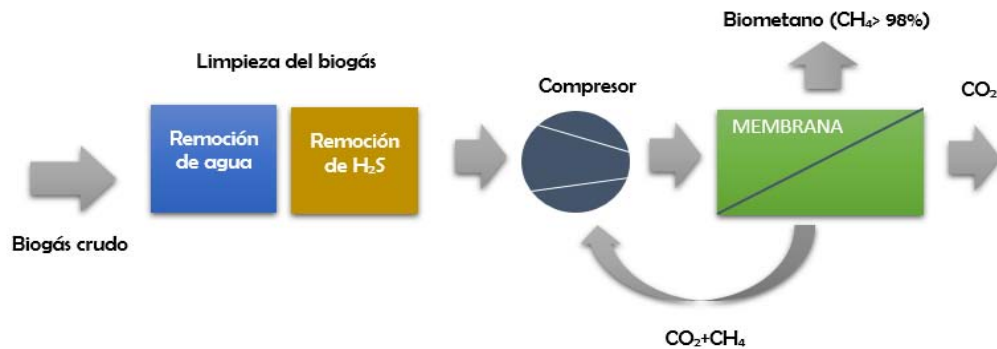 Biogás crudo
Limpieza del biogás
Remoción
de agua
Remoción
de H₂S
Compresor
MEMBRANA
Biometano (CH₄> 98%)
CO₂
CO₂+CH₄